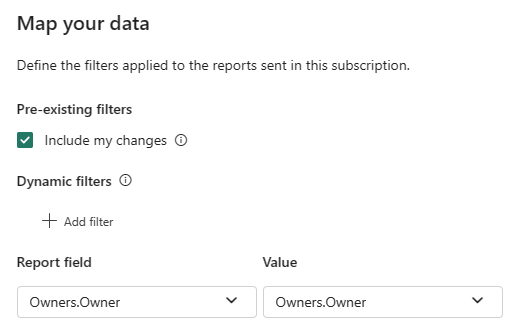 Map your data
Define the filters applied to the reports sent in this subscription.
Pre-existing filters
Include my changes
Dynamic filters
Add filter
Report field Value
Owners.Owner Owners.Owner